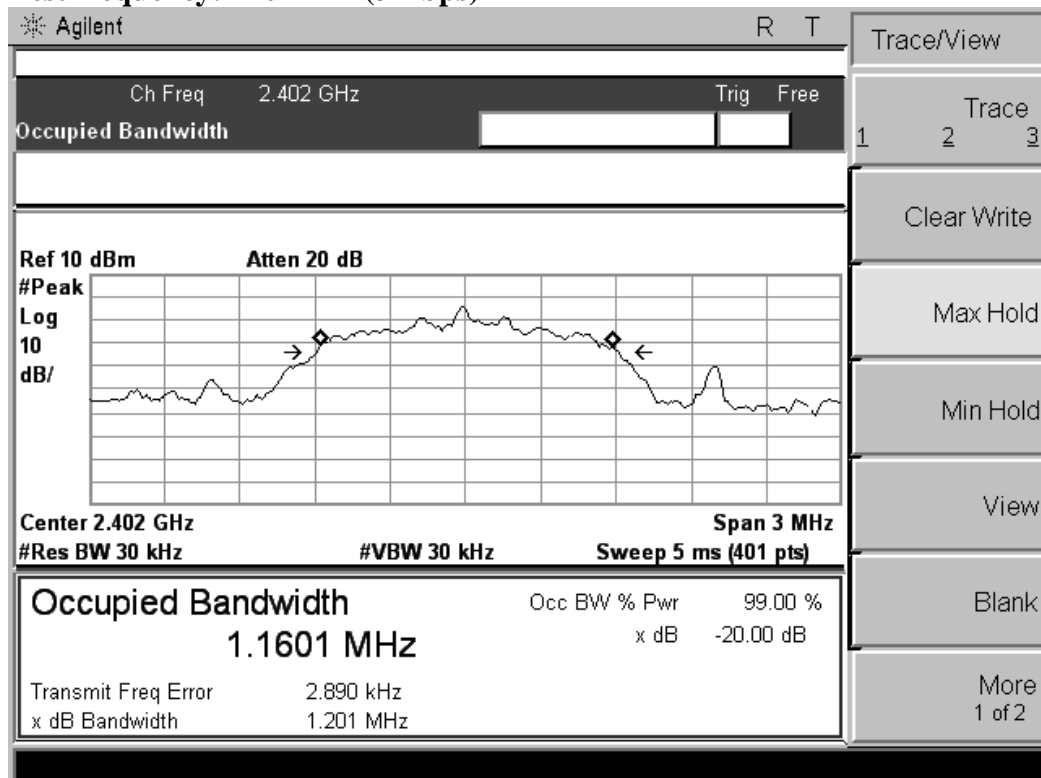 Agilent R T
Trace/View
Ch Freq 2.402 GHz Trig Free
Occupied Bandwidth
Trace
1 2 3
Clear Write
Ref 10 dBm Atten 20 dB
#Peak
Log
10
dB/
Max Hold
Min Hold
View
Center 2.402 GHz Span 3 MHz
#Res BW 30 kHz #VBW 30 kHz Sweep 5 ms (401 pts)
Occupied Bandwidth
1.1601 MHz
Occ BW % Pwr 99.00 %
x dB -20.00 dB
Transmit Freq Error 2.890 kHz
x dB Bandwidth 1.201 MHz
Blank
More
1 of 2